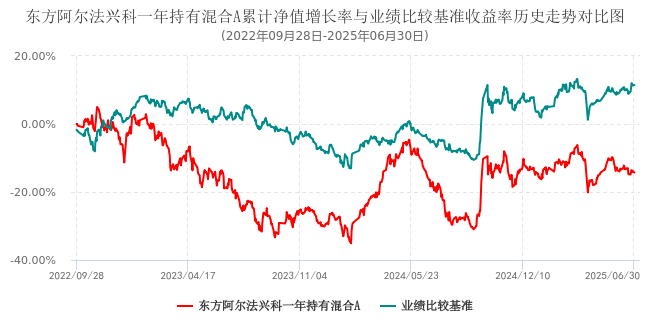 东方阿尔法兴科一年持有混合A累计净值增长率与业绩比较基准收益率历史走势对比图
(2022年09月28日-2025年06月30日)
20.00%
0.00%
-20.00%
-40.00%
2022/09/28 2023/04/17 2023/11/04 2024/05/23 2024/12/10 2025/06/30
东方阿尔法兴科一年持有混合A 业绩比较基准